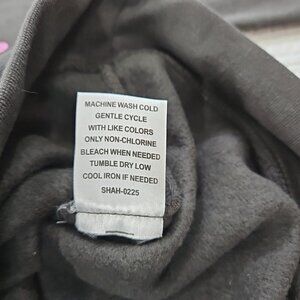 MACHINE WASH COLD
GENTLE CYCLE
WITH LIKE COLORS
ONLY NON-CHLORINE
BLEACH WHEN NEEDED
TUMBLE DRY LOW
COOL IRON IF NEEDED
SHAH-0225